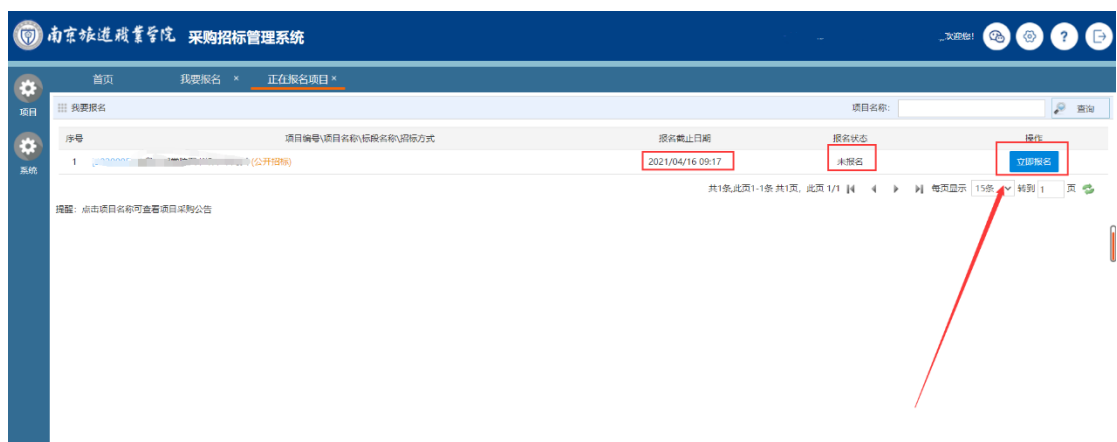 南京旅遊職業學院 采购招标管理系统
欢迎您!
首页 我要报名 × 正在报名项目 ×
项目
系统
我要报名 项目名称: 查询
序号 项目编号\项目名称\标段名称\招标方式 报名截止日期 报名状态 操作
1 (公开招标) 2021/04/16 09:17 未报名 立即报名
共1条,此页1-1条 共1页, 此页 1/1 每页显示 15条 转到 1 页
提醒: 点击项目名称可查看项目采购公告